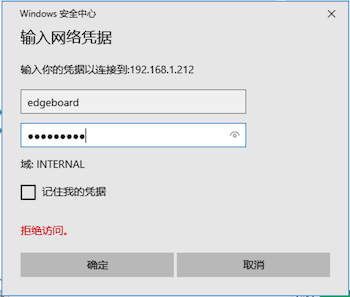 Windows 安全中心
输入网络凭据
输入你的凭据以连接到:192.168.1.212
edgeboard
●●●●●●●●●
域: INTERNAL
记住我的凭据
拒绝访问。
确定
取消